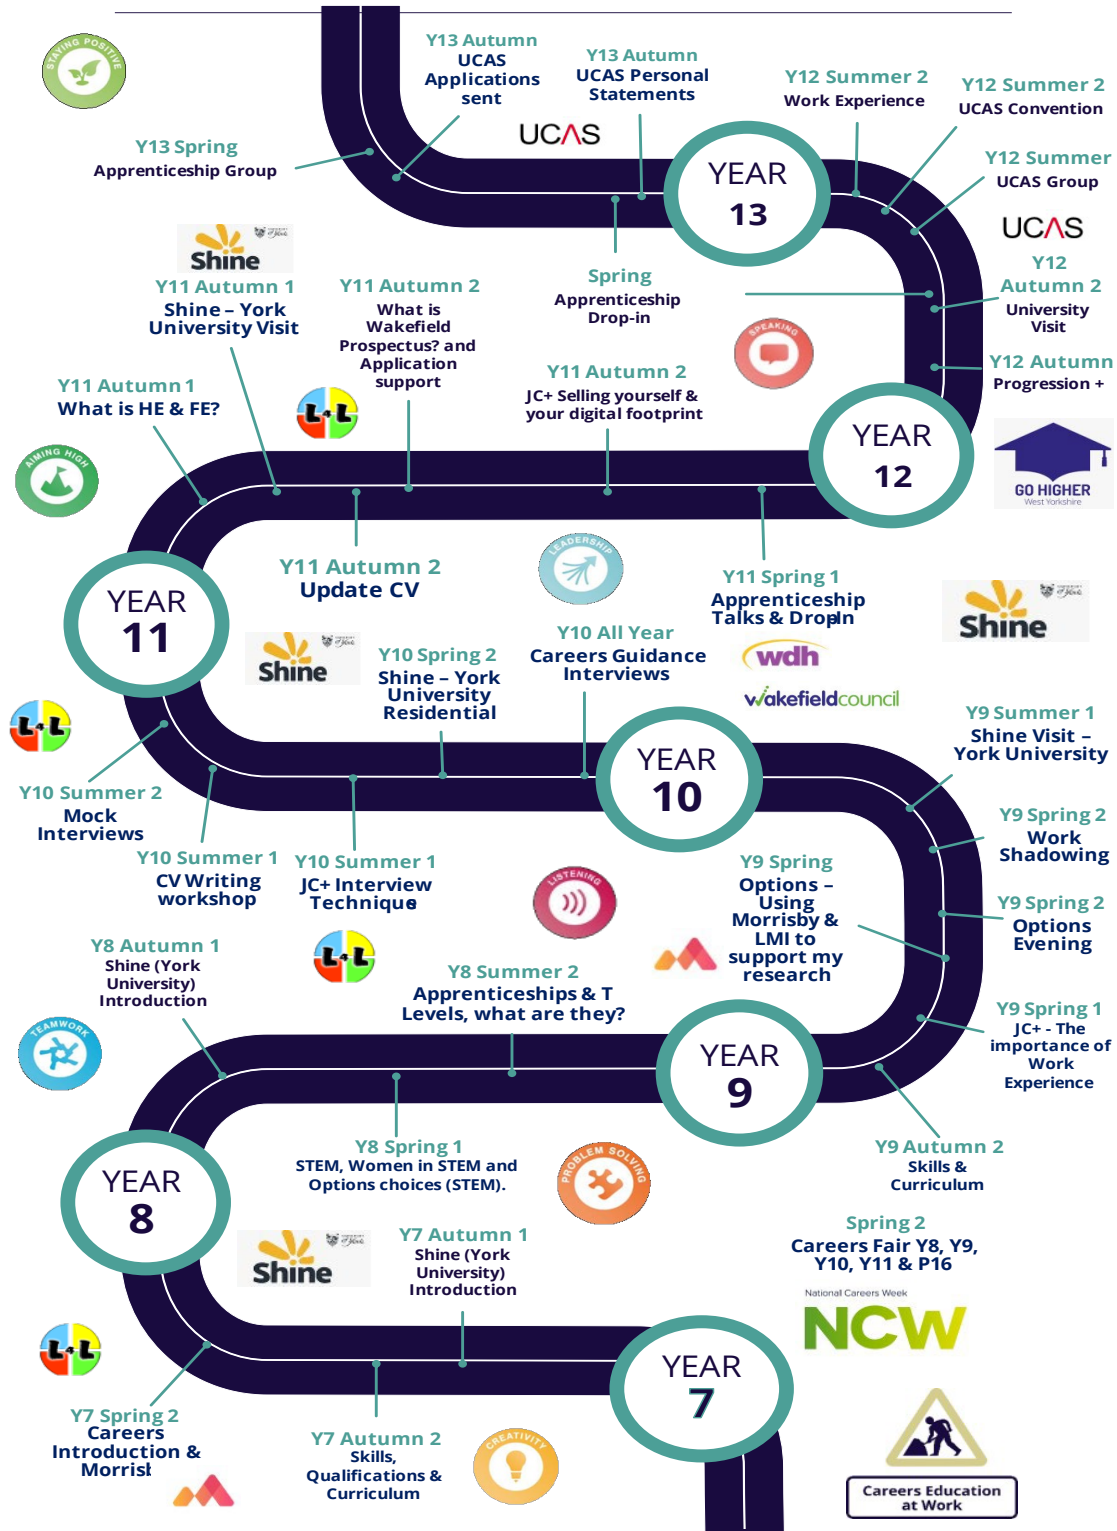 STAYING POSITIVE
Y13 Autumn
UCAS
Applications
sent
Y13 Autumn
UCAS Personal
Statements
Y12 Summer 2
Work Experience
Y12 Summer 2
UCAS Convention
Y13 Spring
Apprenticeship Group
UCAS
YEAR
13
Y12 Summer
UCAS Group
UCAS
Shine
Y11 Autumn 1
Shine – York
University Visit
Y11 Autumn 2
What is
Wakefield
Prospectus? and
Application
support
Spring
Apprenticeship
Drop-in
Y12
Autumn 2
University
Visit
SPEAKING
Y12 Autumn
Progression +
Y11 Autumn 1
What is HE & FE?
L4L
Y11 Autumn 2
JC+ Selling yourself &
your digital footprint
YEAR
12
GO HIGHER
West Yorkshire
AIMING HIGH
Y11 Autumn 2
Update CV
LEADERSHIP
Y11 Spring 1
Apprenticeship
Talks & DropIn
wdh
wakefieldcouncil
Shine
YEAR
11
Shine
Y10 Spring 2
Shine – York
University
Residential
Y10 All Year
Careers Guidance
Interviews
L4L
YEAR
10
Y9 Summer 1
Shine Visit –
York University
Y10 Summer 2
Mock
Interviews
Y10 Summer 1
CV Writing
workshop
Y10 Summer 1
JC+ Interview
Technique
LISTENING
Y9 Spring
Options –
Using
Morrisby &
LMI to
support my
research
Y9 Spring 2
Work
Shadowing
Y9 Spring 2
Options
Evening
Y8 Autumn 1
Shine (York
University)
Introduction
L4L
Y8 Summer 2
Apprenticeships & T
Levels, what are they?
Y9 Spring 1
JC+ - The
importance of
Work
Experience
TEAMWORK
YEAR
9
Y8 Spring 1
STEM, Women in STEM and
Options choices (STEM).
PROBLEM SOLVING
Y9 Autumn 2
Skills &
Curriculum
YEAR
8
Shine
Y7 Autumn 1
Shine (York
University)
Introduction
Spring 2
Careers Fair Y8, Y9,
Y10, Y11 & P16
National Careers Week
NCW
L4L
YEAR
7
Y7 Spring 2
Careers
Introduction &
Y7 Autumn 2
Skills,
Qualifications &
Curriculum
CREATIVITY
Careers Education
at Work